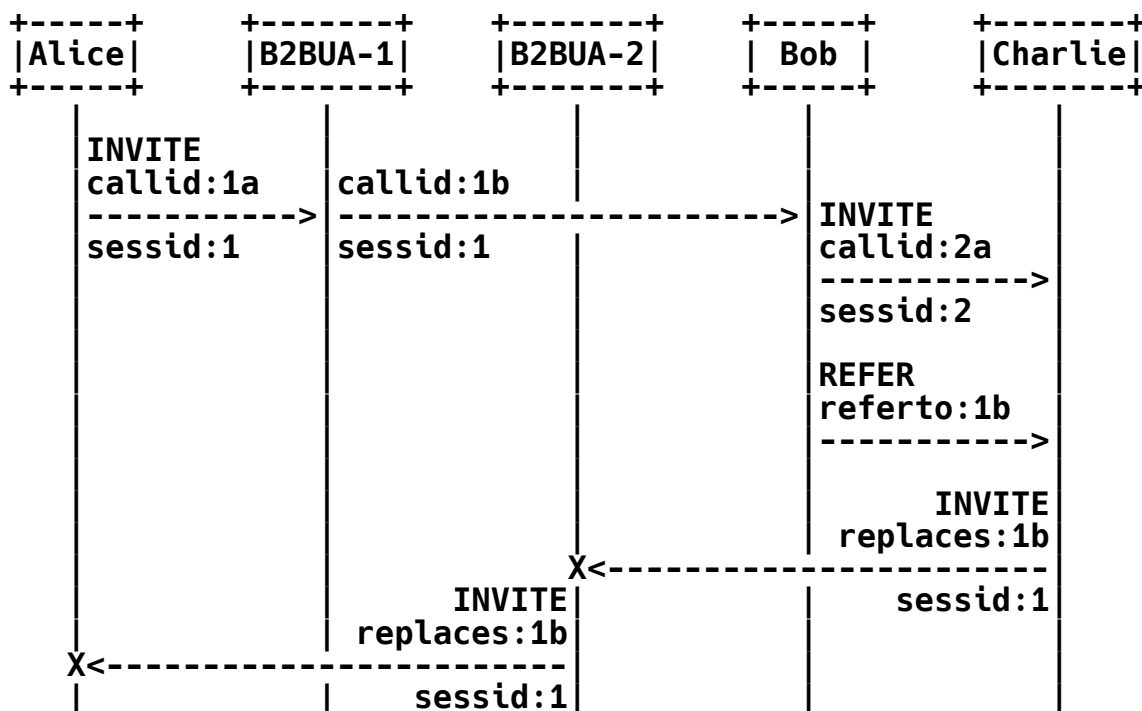 +-----+ +-------+ +-------+ +-----+ +-------+
|Alice| |B2BUA-1| |B2BUA-2| | Bob | |Charlie|
+-----+ +-------+ +-------+ +-----+ +-------+
INVITE
callid:1a callid:1b
-----------> -----------------------> INVITE
sessid:1 sessid:1 callid:2a
----------->
sessid:2
REFER
referto:1b
----------->
INVITE
replaces:1b
X<-----------------------
INVITE sessid:1
replaces:1b
X<------------------------
sessid:1